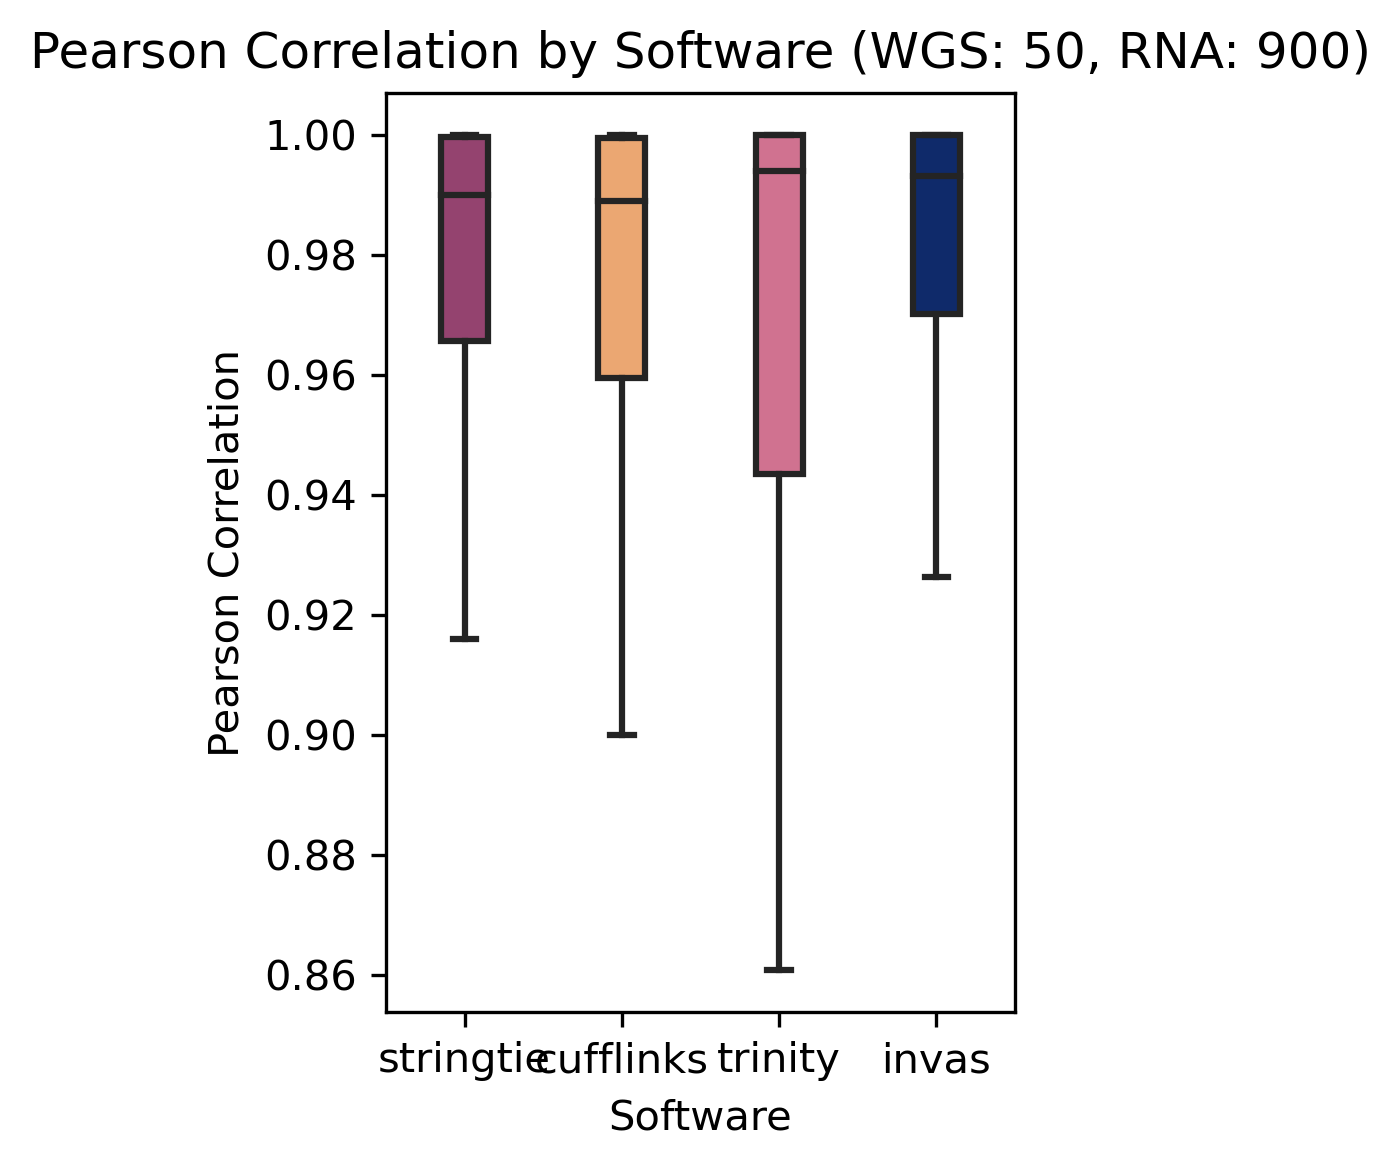 Pearson Correlation by Software (WGS: 50, RNA: 900)
Pearson Correlation
1.00
0.98
0.96
0.94
0.92
0.90
0.88
0.86
stringtie cufflinks trinity invas
Software